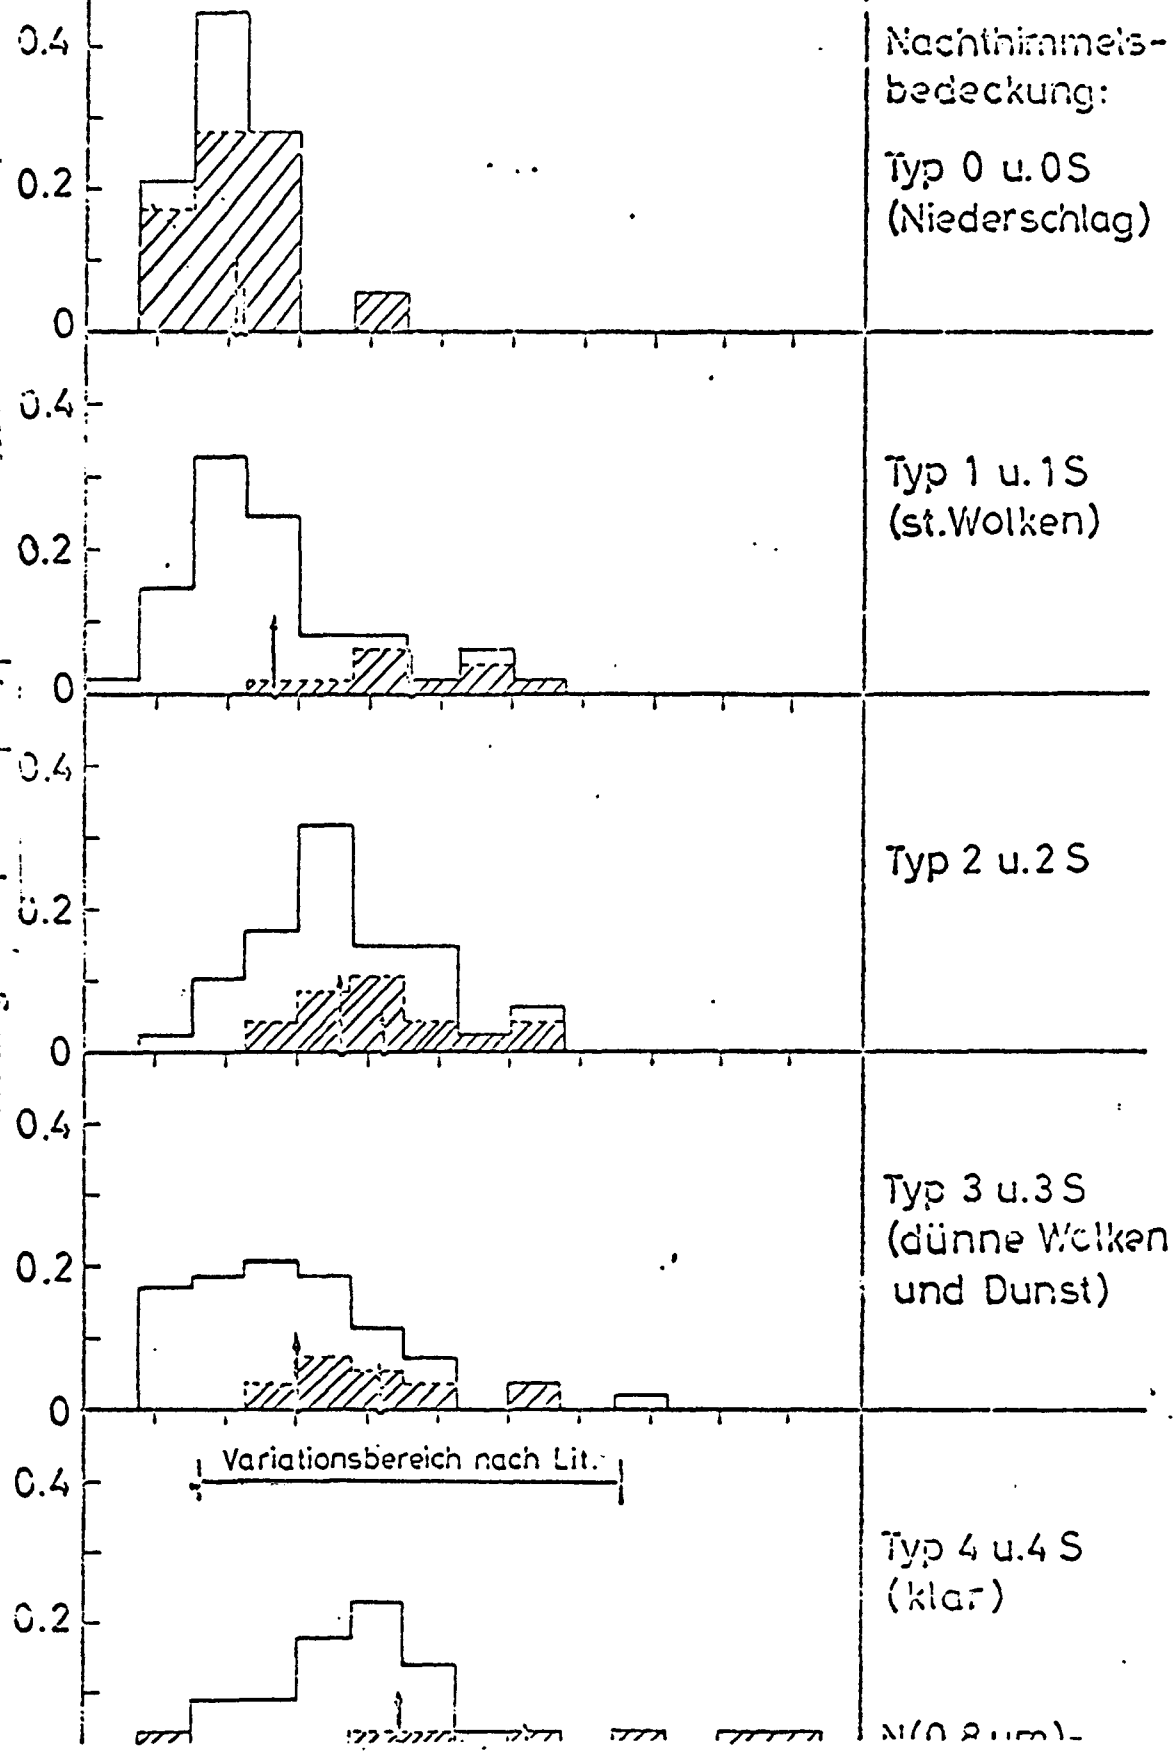 0.4
0.2
0
Nachthimmels-
bedeckung:
Typ 0 u.0S
(Niederschlag)
0.4
0.2
0
Typ 1 u.1S
(st.Wolken)
0.4
0.2
0
Typ 2 u.2S
0.4
0.2
0
Typ 3 u.3S
(dünne Wolken
und Dunst)
Variationsbereich nach Lit.
0.4
0.2
Typ 4 u.4S
(klar)